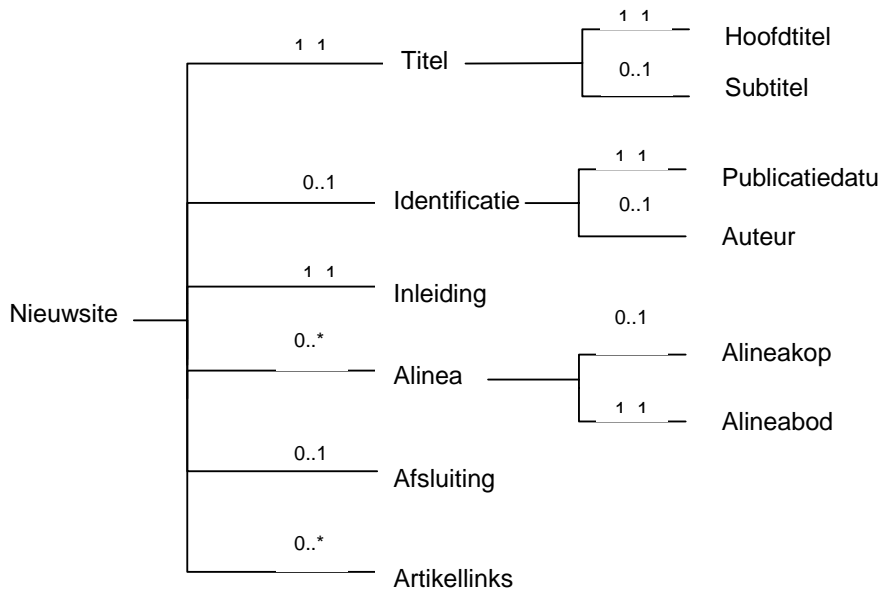 1 1
Hoofdtitel
Titel
0..1
Subtitel
1 1
Publicatiedatu
0..1
Identificatie
0..1
Auteur
1 1
Inleiding
Nieuwsite
0..1
0..*
Alineakop
Alinea
1 1
Alineabod
0..1
Afsluiting
0..*
Artikellinks
1 1